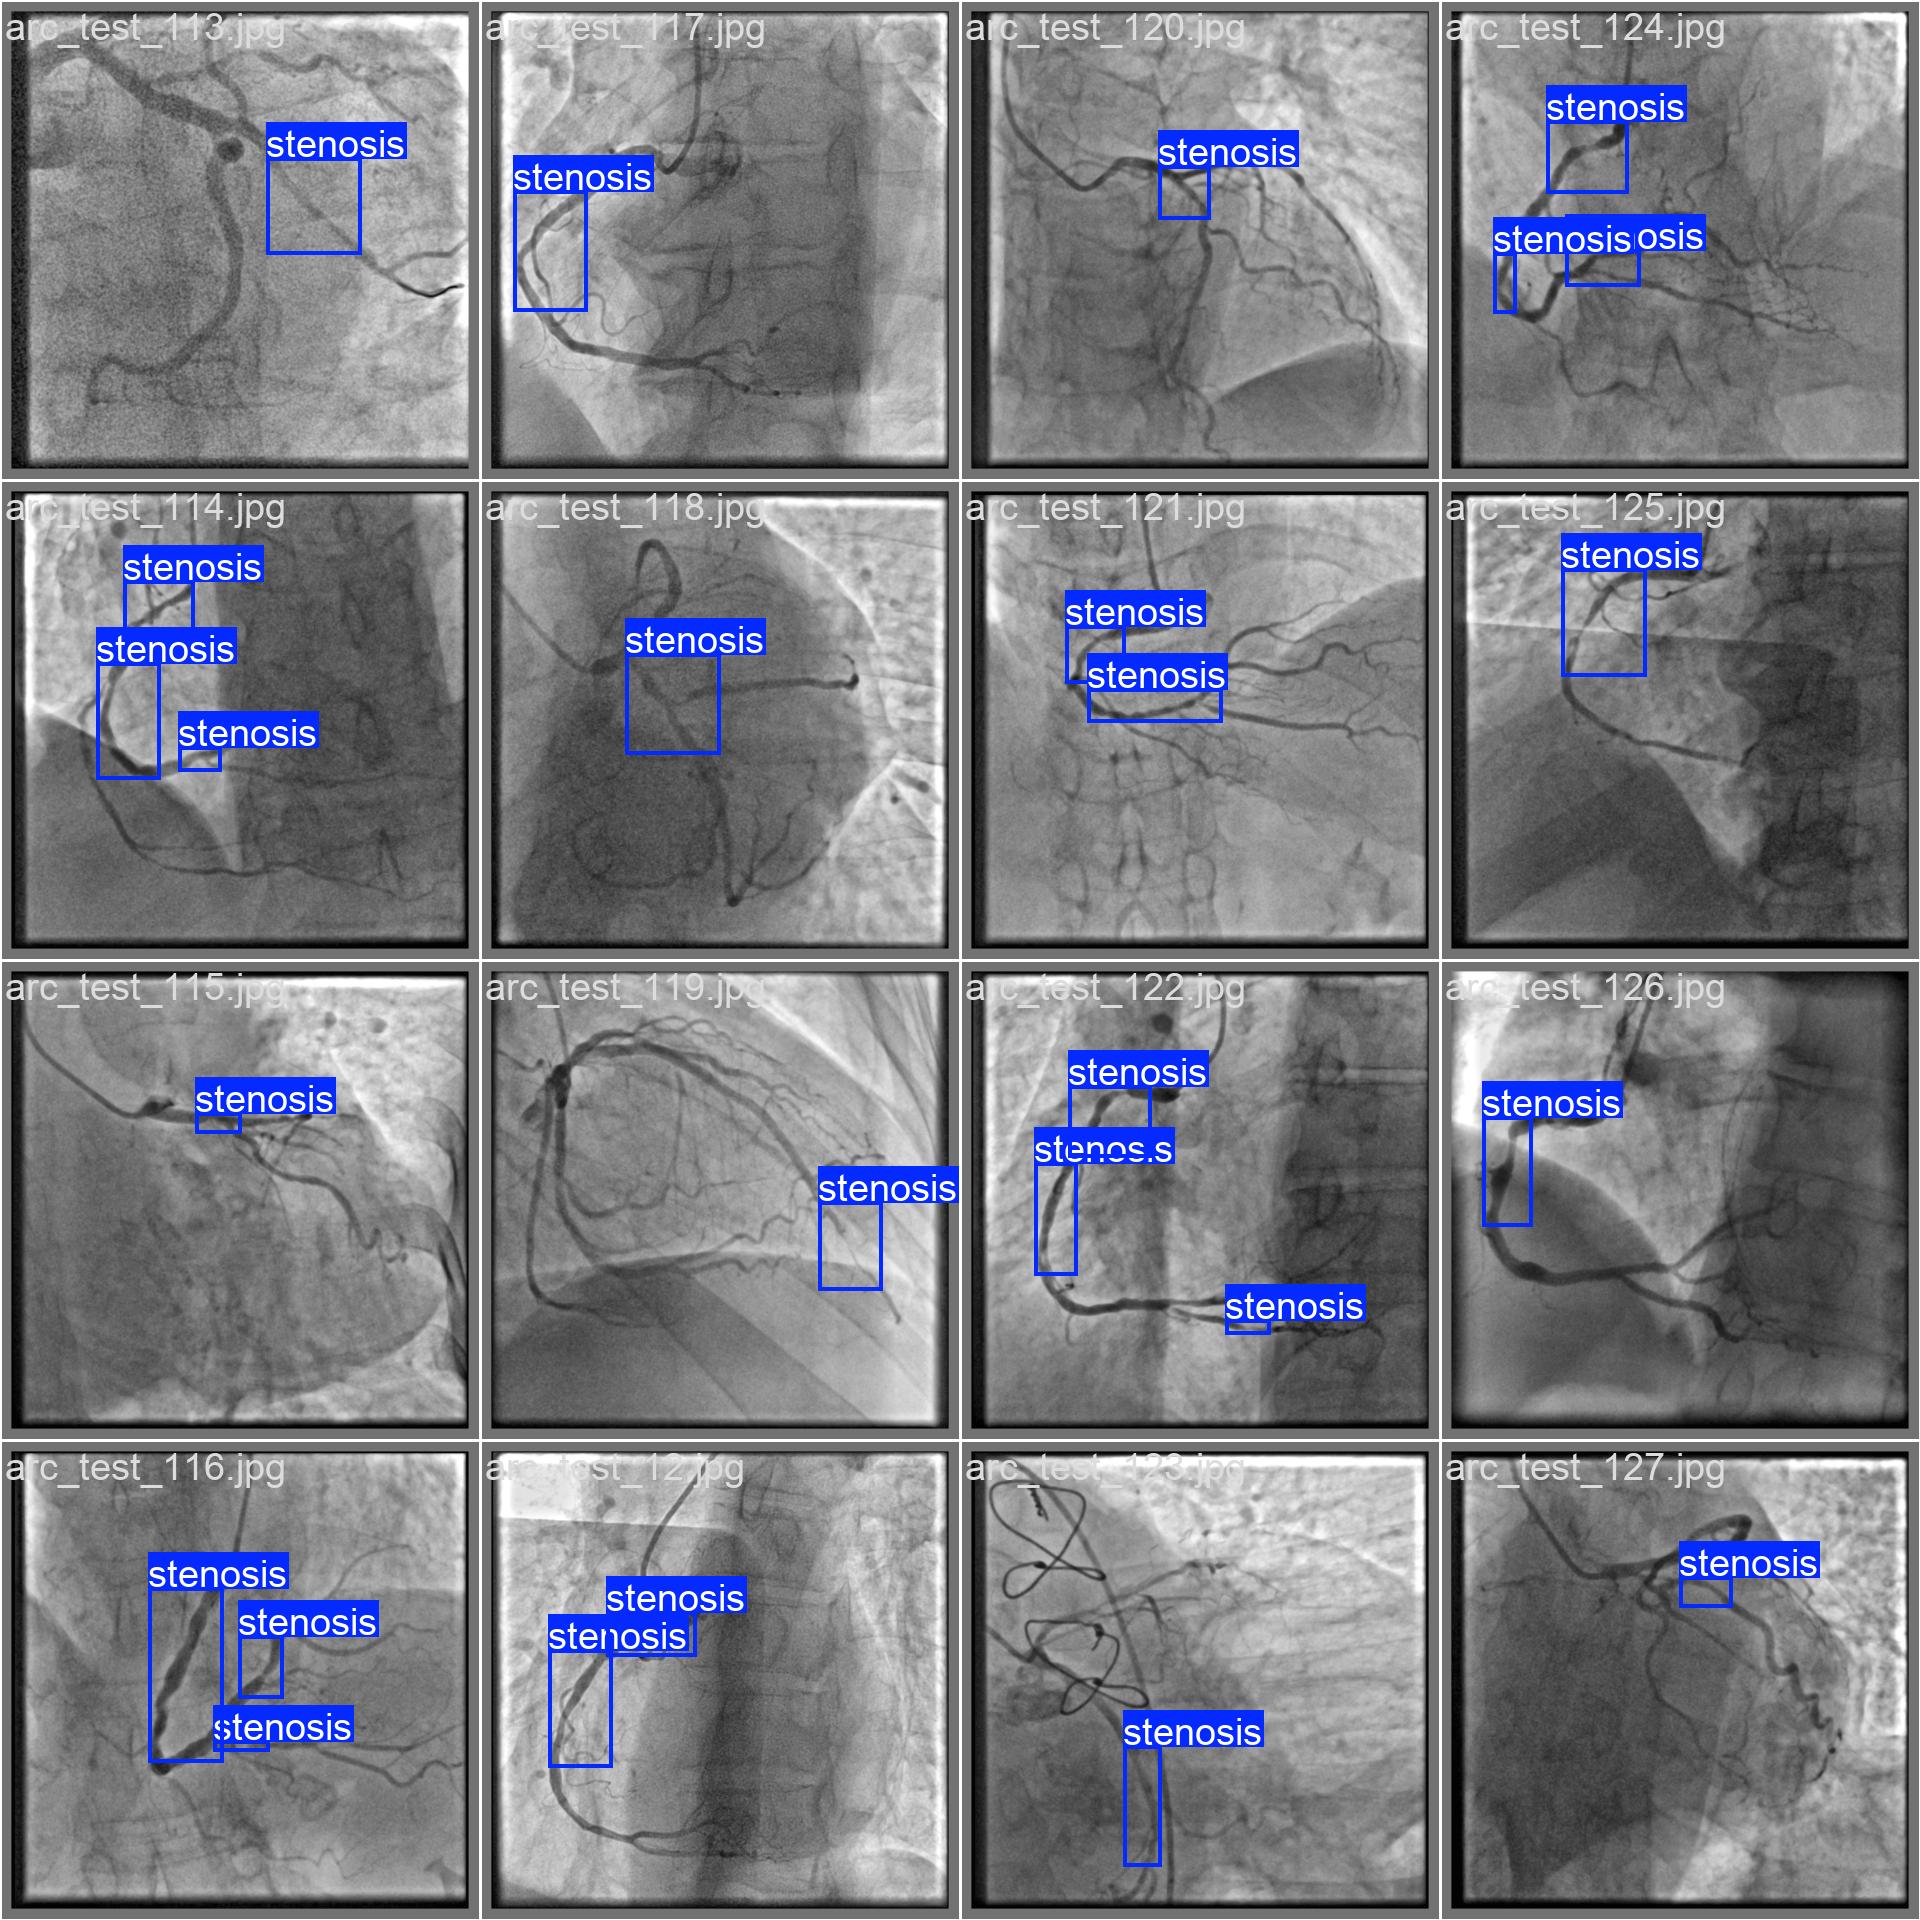 arc_test_113.jpg
stenosis
arc_test_117.jpg
stenosis
arc_test_120.jpg
stenosis
arc_test_124.jpg
stenosis
stenosis
osis
arc_test_114.jpg
stenosis
stenosis
stenosis
arc_test_118.jpg
stenosis
arc_test_121.jpg
stenosis
stenosis
arc_test_125.jpg
stenosis
arc_test_115.jpg
stenosis
arc_test_119.jpg
stenosis
arc_test_122.jpg
stenosis
stenos.s
stenosis
arc_test_126.jpg
stenosis
arc_test_116.jpg
stenosis
stenosis
stenosis
arc_test_12.jpg
stenosis
stenosis
arc_test_123.jpg
stenosis
arc_test_127.jpg
stenosis